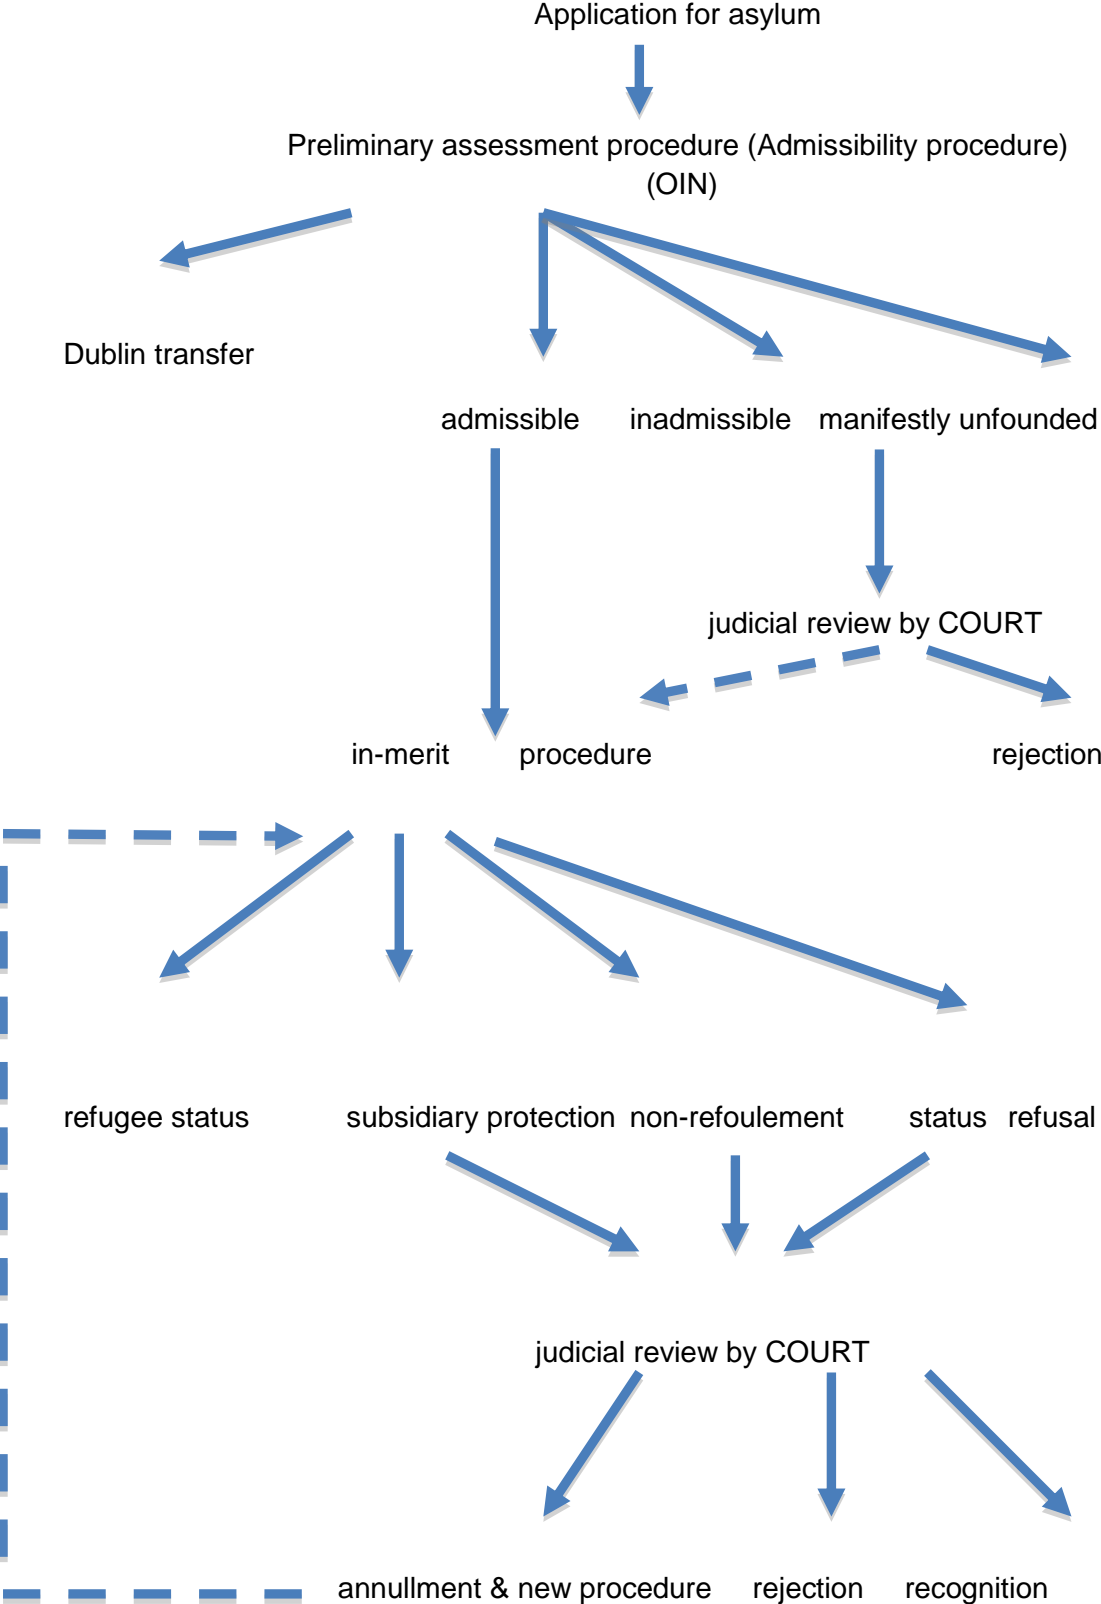 Application for asylum
Preliminary assessment procedure (Admissibility procedure)
(OIN)
Dublin transfer
admissible inadmissible manifestly unfounded
judicial review by COURT
in-merit procedure rejection
refugee status subsidiary protection non-refoulement status refusal
judicial review by COURT
annullment & new procedure rejection recognition